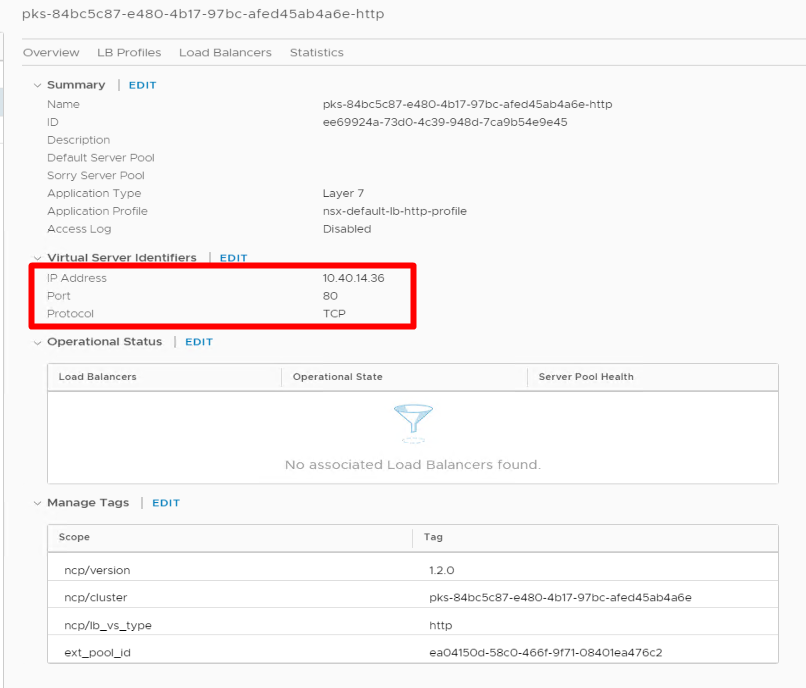 pks-84bc5c87-e480-4b17-97bc-afed45ab4a6e-http
Overview LB Profiles Load Balancers Statistics
Summary | EDIT
Name pks-84bc5c87-e480-4b17-97bc-afed45ab4a6e-http
ID ee69924a-73d0-4c39-948d-7ca9b54e9e45
Description
Default Server Pool
Sorry Server Pool
Application Type Layer 7
Application Profile nsx-default-lb-http-profile
Access Log Disabled
Virtual Server Identifiers | EDIT
IP Address 10.40.14.36
Port 80
Protocol TCP
Operational Status | EDIT
Load Balancers Operational State Server Pool Health
No associated Load Balancers found.
Manage Tags | EDIT
Scope Tag
ncp/version 1.2.0
ncp/cluster pks-84bc5c87-e480-4b17-97bc-afed45ab4a6e
ncp/lb_vs_type http
ext_pool_id ea04150d-58c0-466f-9f71-08401ea476c2